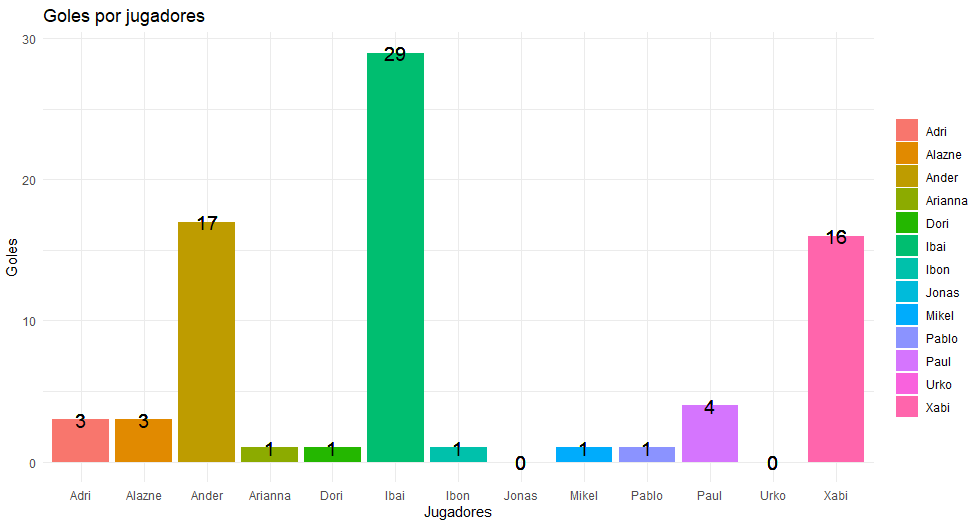 Goles por jugadores
30
20
10
0
Goles
3
3
17
1
1
29
1
0
1
1
4
0
16
Adri
Alazne
Ander
Arianna
Dori
Ibai
Ibon
Jonas
Mikel
Pablo
Paul
Urko
Xabi
Jugadores
Adri
Alazne
Ander
Arianna
Dori
Ibai
Ibon
Jonas
Mikel
Pablo
Paul
Urko
Xabi